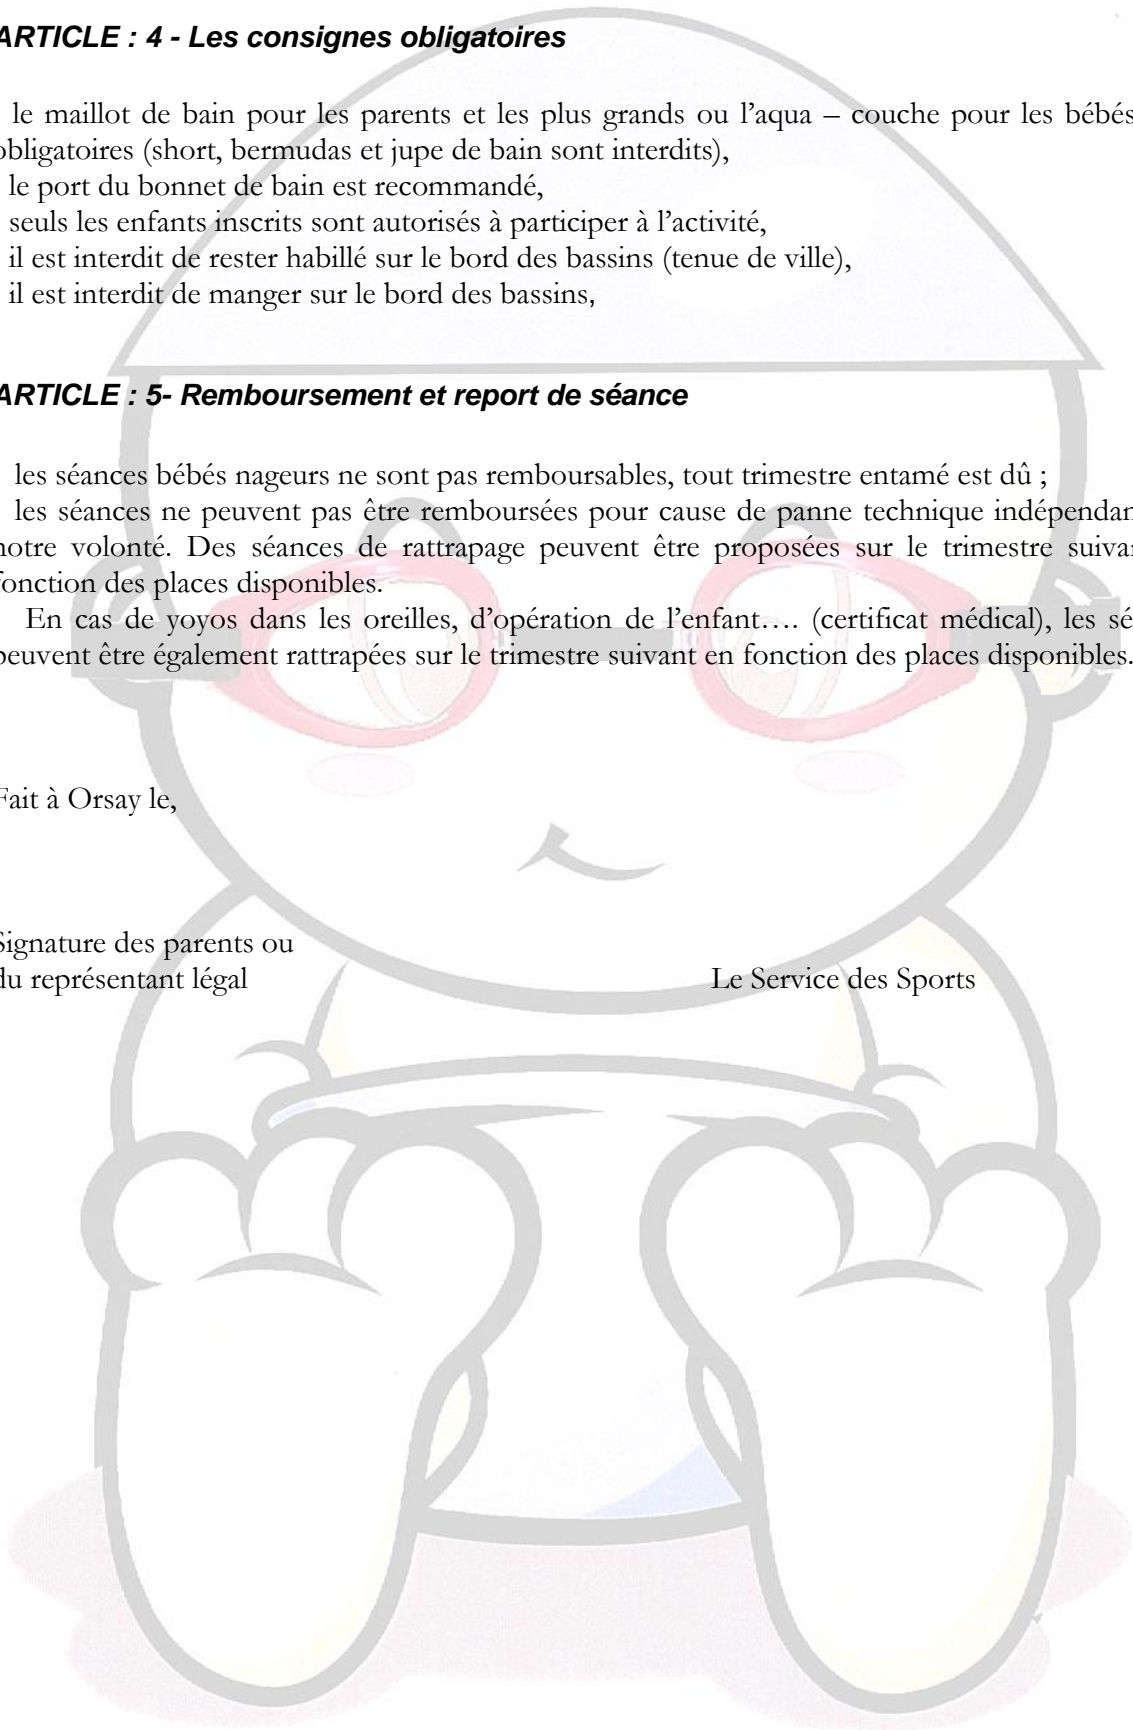 ARTICLE : 4 - Les consignes obligatoires
le maillot de bain pour les parents et les plus grands ou l’aqua – couche pour les bébés
obligatoires (short, bermudas et jupe de bain sont interdits),
le port du bonnet de bain est recommandé,
seuls les enfants inscrits sont autorisés à participer à l’activité,
il est interdit de rester habillé sur le bord des bassins (tenue de ville),
il est interdit de manger sur le bord des bassins,
ARTICLE : 5- Remboursement et report de séance
les séances bébés nageurs ne sont pas remboursables, tout trimestre entamé est dû ;
les séances ne peuvent pas être remboursées pour cause de panne technique indépendan
notre volonté. Des séances de rattrapage peuvent être proposées sur le trimestre suivan
fonction des places disponibles.
En cas de yoyos dans les oreilles, d’opération de l’enfant…. (certificat médical), les sé
peuvent être également rattrapées sur le trimestre suivant en fonction des places disponibles.
Fait à Orsay le,
Signature des parents ou
du représentant légal Le Service des Sports